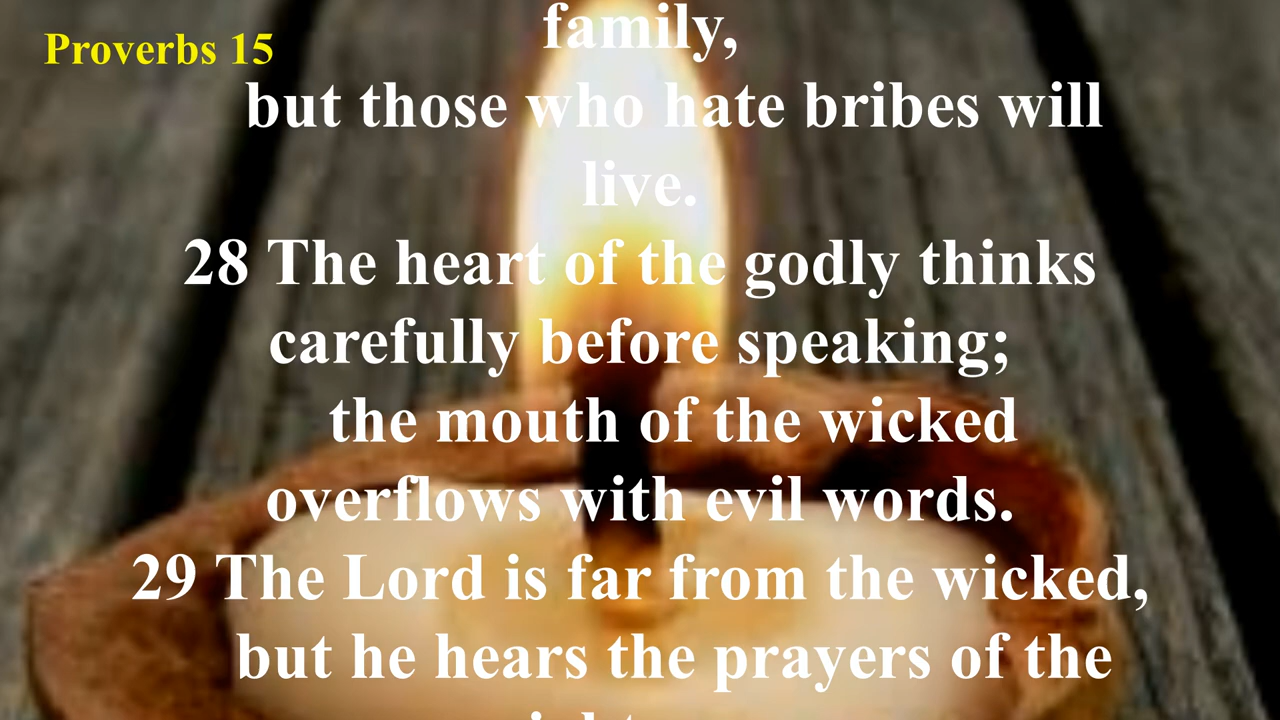 Proverbs 15
family,
but those who hate bribes will
live.
28 The heart of the godly thinks
carefully before speaking;
the mouth of the wicked
overflows with evil words.
29 The Lord is far from the wicked,
but he hears the prayers of the